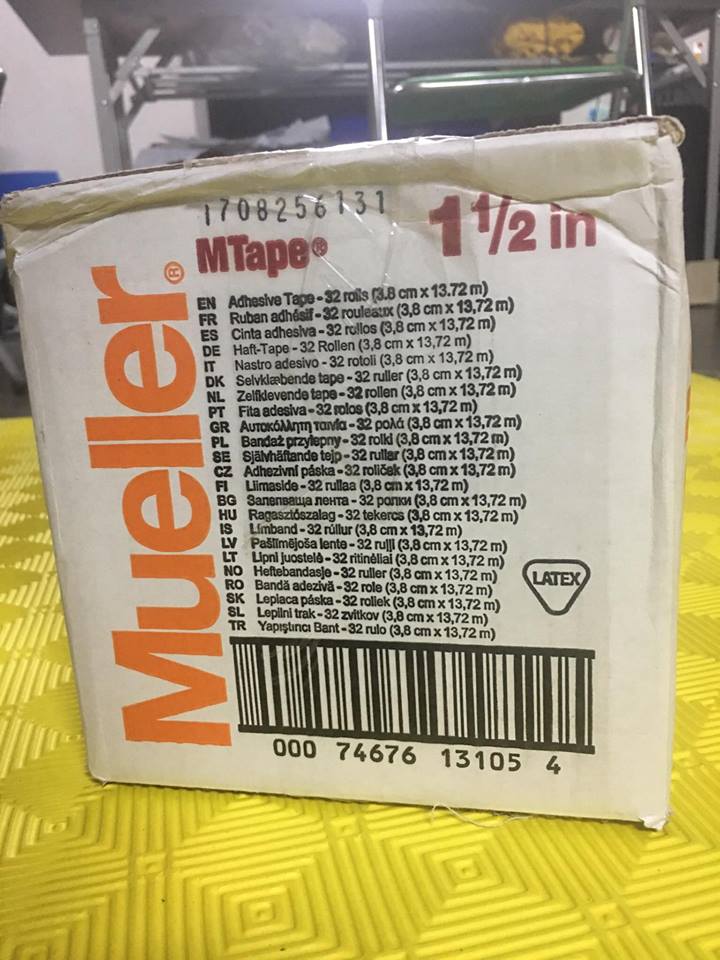 1708256131
MTape®
1 1/2 in
Mueller®
EN Adhesive Tape - 32 rolls (3.8 cm x 13.72 m)
FR Ruban adhésif - 32 rouleaux (3,8 cm x 13,72 m)
ES Cinta adhesiva - 32 rollos (3,8 cm x 13,72 m)
DE Haft-Tape - 32 Rollen (3,8 cm x 13,72 m)
IT Nastro adesivo - 32 rotoli (3,8 cm x 13,72 m)
DK Selvklæbende tape - 32 ruller (3,8 cm x 13,72 m)
NL Zelfklevende tape - 32 rollen (3,8 cm x 13,72 m)
PT Fita adesiva - 32 rolos (3,8 cm x 13,72 m)
GR Αυτοκόλλητη ταινία - 32 ρολά (3,8 cm x 13,72 m)
PL Bandaż przylepny - 32 rolki (3,8 cm x 13,72 m)
SE Självhäftande tejp - 32 rullar (3,8 cm x 13,72 m)
CZ Adhezivní páska - 32 roliček (3,8 cm x 13,72 m)
FI Liimaside - 32 rullaa (3,8 cm x 13,72 m)
BG Залепваща лента - 32 ролки (3,8 cm x 13,72 m)
HU Ragasztószalag - 32 tekercs (3,8 cm x 13,72 m)
IS Límband - 32 rúllur (3,8 cm x 13,72 m)
LV Pašlīmējoša lente - 32 ruļļi (3,8 cm x 13,72 m)
LT Lipni juostelė - 32 ritinėliai (3,8 cm x 13,72 m)
NO Heftebandasje - 32 ruller (3,8 cm x 13,72 m)
RO Bandă adezivă - 32 role (3,8 cm x 13,72 m)
SK Lepiaca páska - 32 roliek (3,8 cm x 13,72 m)
SL Lepilni trak - 32 zvitkov (3,8 cm x 13,72 m)
TR Yapıştırıcı Bant - 32 rulo (3,8 cm x 13,72 m)
LATEX
000 74676 13105 4